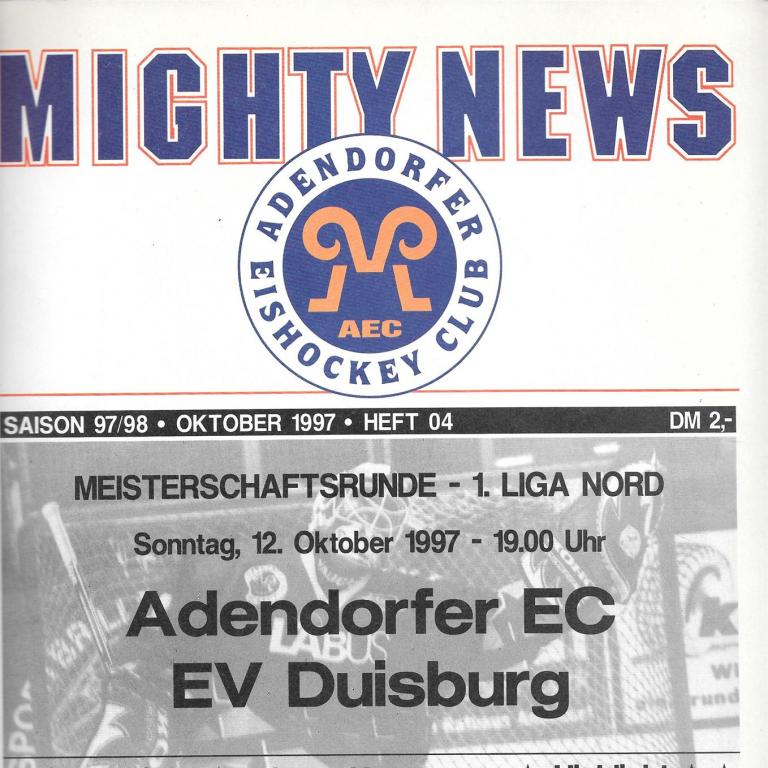 MIGHTY NEWS
ADENDORFER
EISHOCKEY CLUB
AEC
SAISON 97/98 • OKTOBER 1997 • HEFT 04
DM 2,-
MEISTERSCHAFTSRUNDE - 1. LIGA NORD
Sonntag, 12. Oktober 1997 - 19.00 Uhr
Adendorfer EC
LABUS
EV Duisburg